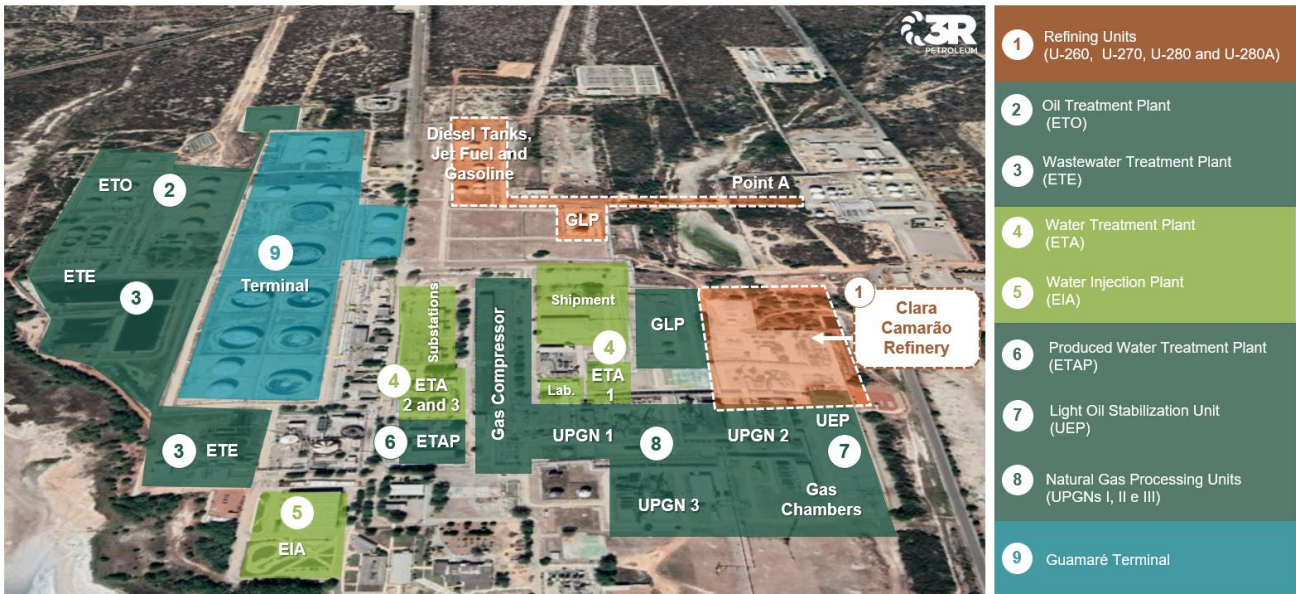 3R
PETROLEUM
Diesel Tanks,
Jet Fuel and
Gasoline
Point A
GLP
ETO
2
ETE
3
9
Terminal
Substations
Gas Compressor
Shipment
4
ETA
1
Lab.
GLP
1
Clara
Camarão
Refinery
4
ETA
2 and 3
6
ETAP
UPGN 1
8
UPGN 2
UEP
7
Gas
Chambers
UPGN 3
3
ETE
5
EIA
1
Refining Units
(U-260, U-270, U-280 and U-280A)
2
Oil Treatment Plant
(ETO)
3
Wastewater Treatment Plant
(ETE)
4
Water Treatment Plant
(ETA)
5
Water Injection Plant
(EIA)
6
Produced Water Treatment Plant
(ETAP)
7
Light Oil Stabilization Unit
(UEP)
8
Natural Gas Processing Units
(UPGNs I, II e III)
9
Guamaré Terminal